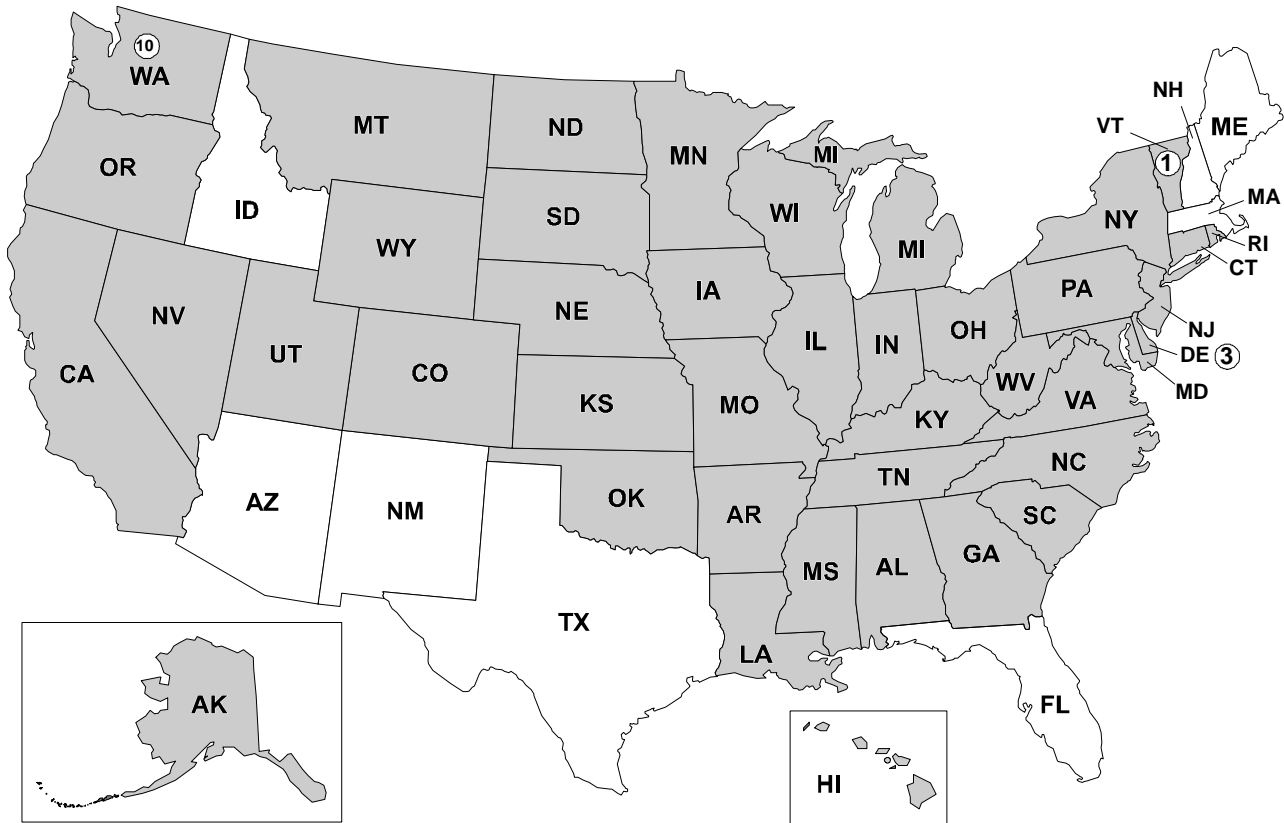 10
WA
NH
VT
ME
MT
ND
MN
MI
1
OR
ID
SD
WI
NY
MA
WY
MI
RI
CT
NV
NE
IA
PA
UT
IL
IN
OH
NJ
DE 3
CA
CO
KS
MO
WV
MD
KY
VA
AZ
NM
OK
AR
TN
NC
SC
MS
AL
GA
TX
LA
AK
FL
HI